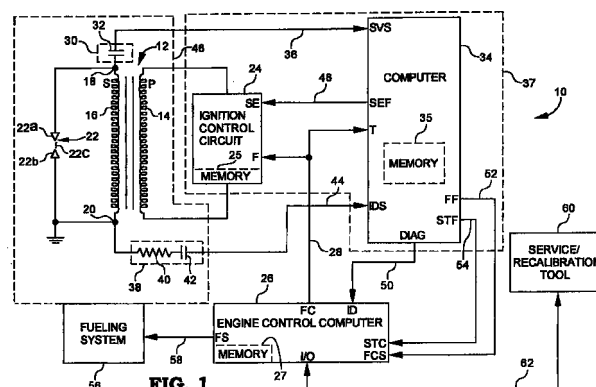 32
30
12
46
36
SVS
34
37
18
S
P
24
COMPUTER
10
16
14
SE
48
SEF
22a
22
22c
22b
IGNITION
CONTROL
CIRCUIT
35
T
MEMORY
25
F
MEMORY
44
52
20
IDS
FF
STF
60
DIAG
54
SERVICE/
RECALIBRATION
TOOL
28
38
40
42
26
50
FC
ID
ENGINE CONTROL COMPUTER
FUELING
SYSTEM
FS
STC
58
MEMORY
I/O
FCS
56
FIG. 1
27
62